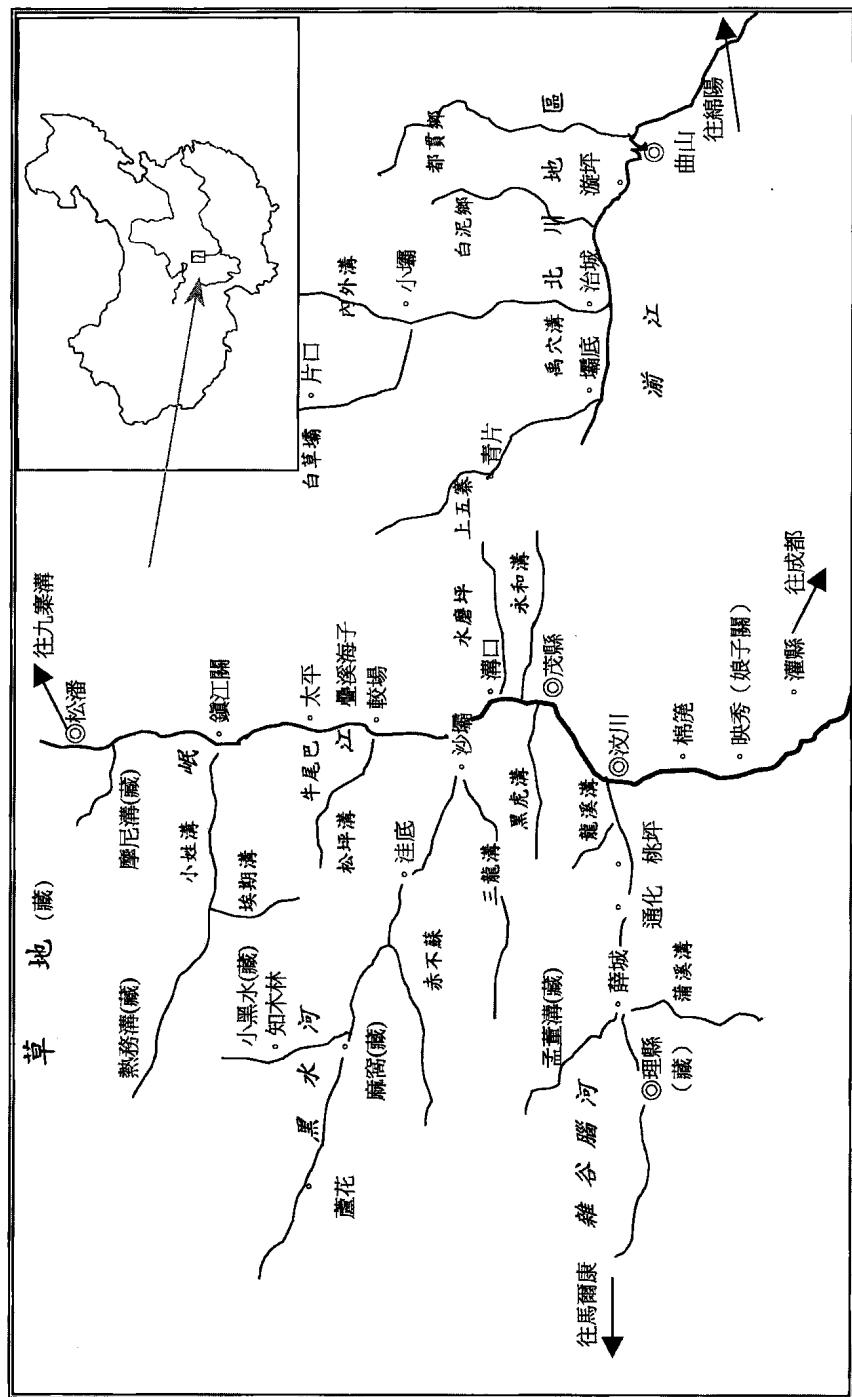 往九寨溝
松潘
草地(藏)
摩尼溝(藏)
岷江
鎮江關
小姓溝
埃期溝
熱務溝(藏)
太平
牛尾巴
疊溪海子
較場
松坪溝
小黑水(藏)
知木林
黑水河
蘆花
麻窩(藏)
赤不蘇
洼底
沙壩
三龍溝
水磨坪
溝口
永和溝
茂縣
黑虎溝
汶川
龍溪溝
桃坪
通化
薛城
孟董溝(藏)
蒲溪溝
理縣
(藏)
雜谷腦河
往馬爾康
棉篪
映秀(娘子關)
灌縣
往成都
白草壩
片口
內外溝
小壩
上五寨
青片
禹穴溝
壩底
治城
北川地區
白泥鄉
都貫鄉
漩坪
湔江
曲山
往綿陽